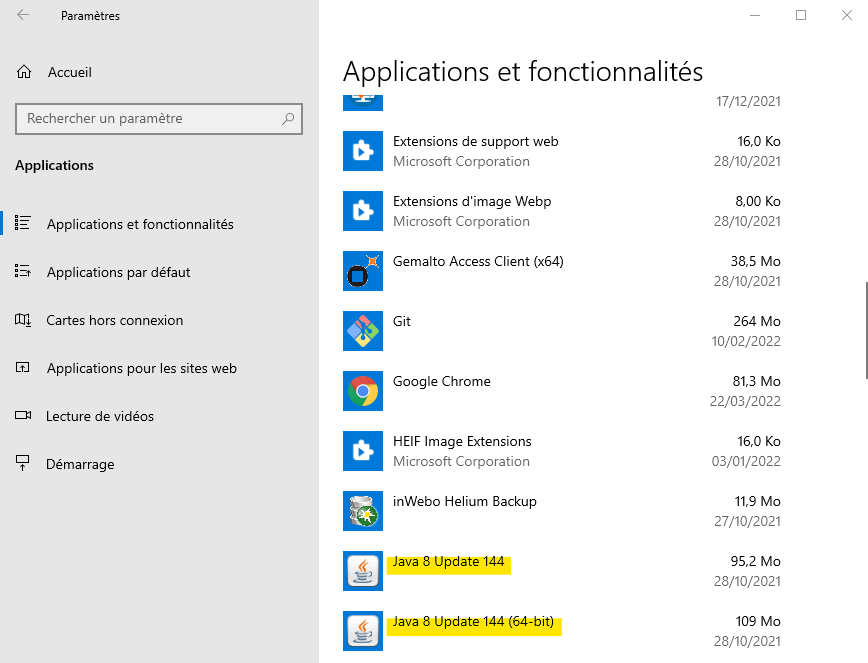 Paramètres
Accueil
Rechercher un paramètre
Applications
Applications et fonctionnalités
Applications par défaut
Cartes hors connexion
Applications pour les sites web
Lecture de vidéos
Démarrage
Applications et fonctionnalités
17/12/2021
Extensions de support web 16,0 Ko
Microsoft Corporation 28/10/2021
Extensions d'image Webp 8,00 Ko
Microsoft Corporation 28/10/2021
Gemalto Access Client (x64) 38,5 Mo
28/10/2021
Git 264 Mo
10/02/2022
Google Chrome 81,3 Mo
22/03/2022
HEIF Image Extensions 16,0 Ko
Microsoft Corporation 03/01/2022
inWebo Helium Backup 11,9 Mo
27/10/2021
Java 8 Update 144 95,2 Mo
28/10/2021
Java 8 Update 144 (64-bit) 109 Mo
28/10/2021